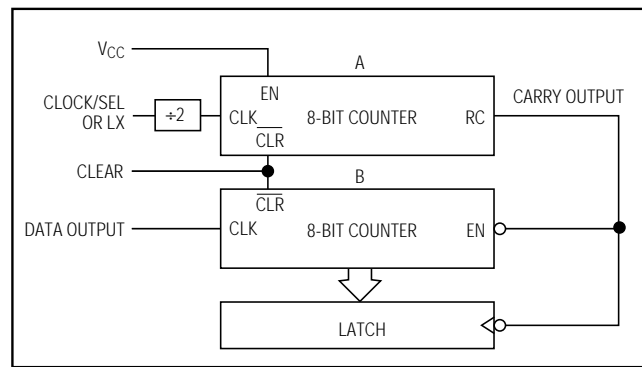 VCC
A
CLOCK/SEL
OR LX
÷2
EN
CLK
8-BIT COUNTER
RC
CARRY OUTPUT
CLR
CLEAR
B
CLR
DATA OUTPUT
CLK
8-BIT COUNTER
EN
LATCH